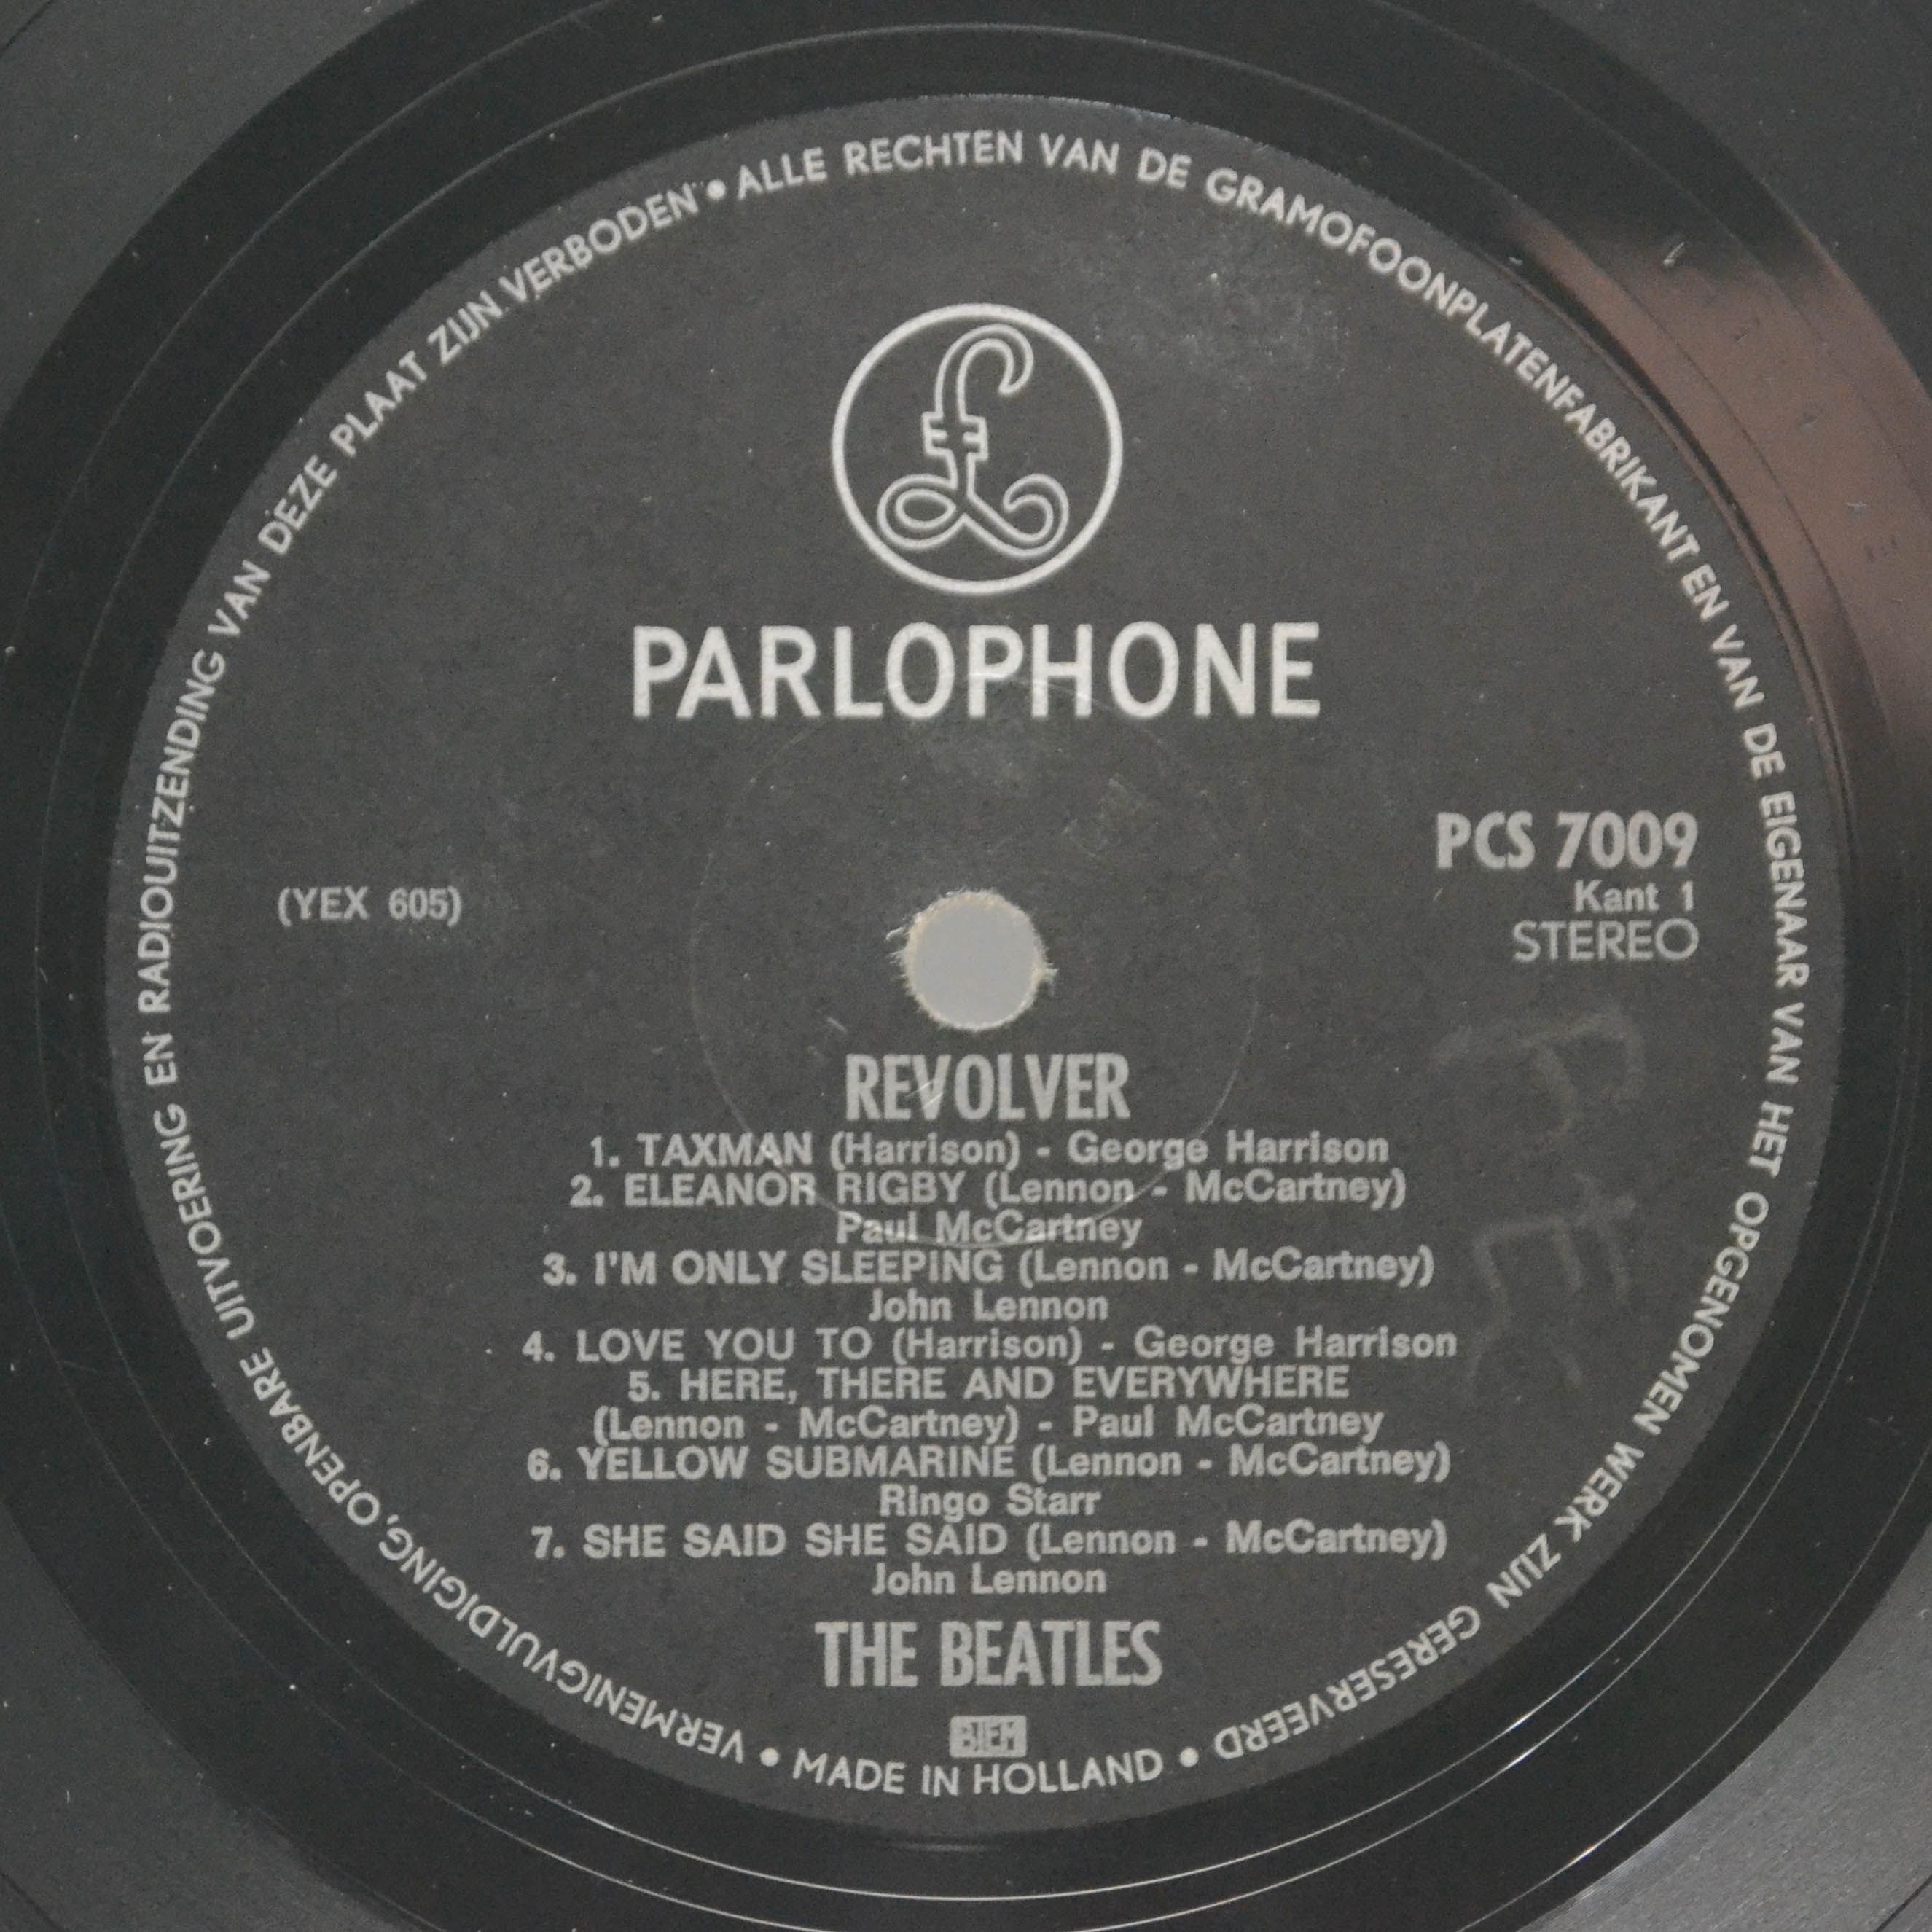 ALLE RECHTEN VAN DE GRAMOFOONPLATENFABRIKANT EN VAN DE EIGENAAR VAN HET OPGENOMEN WERK ZIJN GERESERVEERD •
PARLOPHONE
PCS 7009
Kant 1
STEREO
(YEX 605)
REVOLVER
1. TAXMAN (Harrison) - George Harrison
2. ELEANOR RIGBY (Lennon - McCartney)
Paul McCartney
3. I'M ONLY SLEEPING (Lennon - McCartney)
John Lennon
4. LOVE YOU TO (Harrison) - George Harrison
5. HERE, THERE AND EVERYWHERE
(Lennon - McCartney) - Paul McCartney
6. YELLOW SUBMARINE (Lennon - McCartney)
Ringo Starr
7. SHE SAID SHE SAID (Lennon - McCartney)
John Lennon
THE BEATLES
BIEM
MADE IN HOLLAND •
VERMENIGVULDIGING, OPENBARE UITVOERING EN RADIOUITZENDING VAN DEZE PLAAT ZIJN VERBODEN •